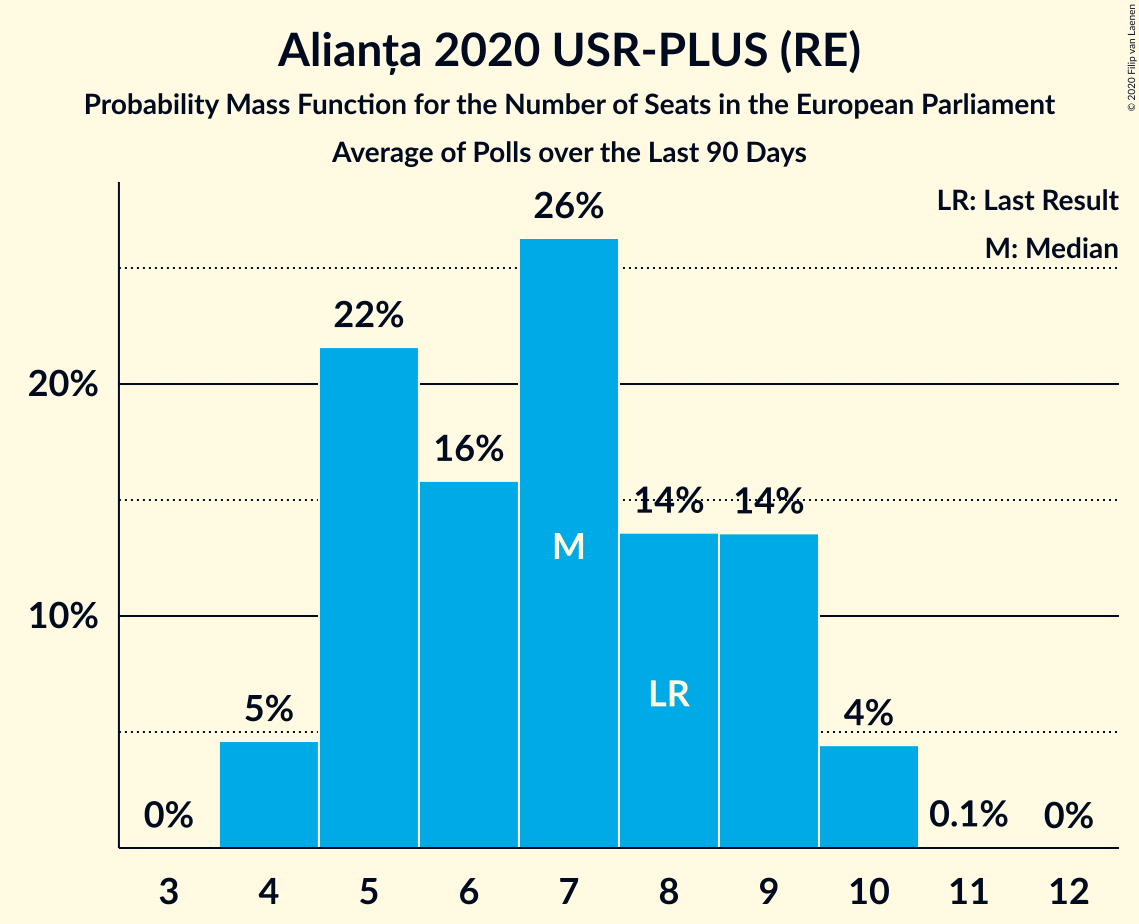 Alianța 2020 USR-PLUS (RE)
Probability Mass Function for the Number of Seats in the European Parliament
Average of Polls over the Last 90 Days
© 2020 Filip van Laenen
LR: Last Result
M: Median
26%
22%
20%
16%
14%
14%
M
10%
LR
5%
4%
0%
0.1%
0%
3 4 5 6 7 8 9 10 11 12